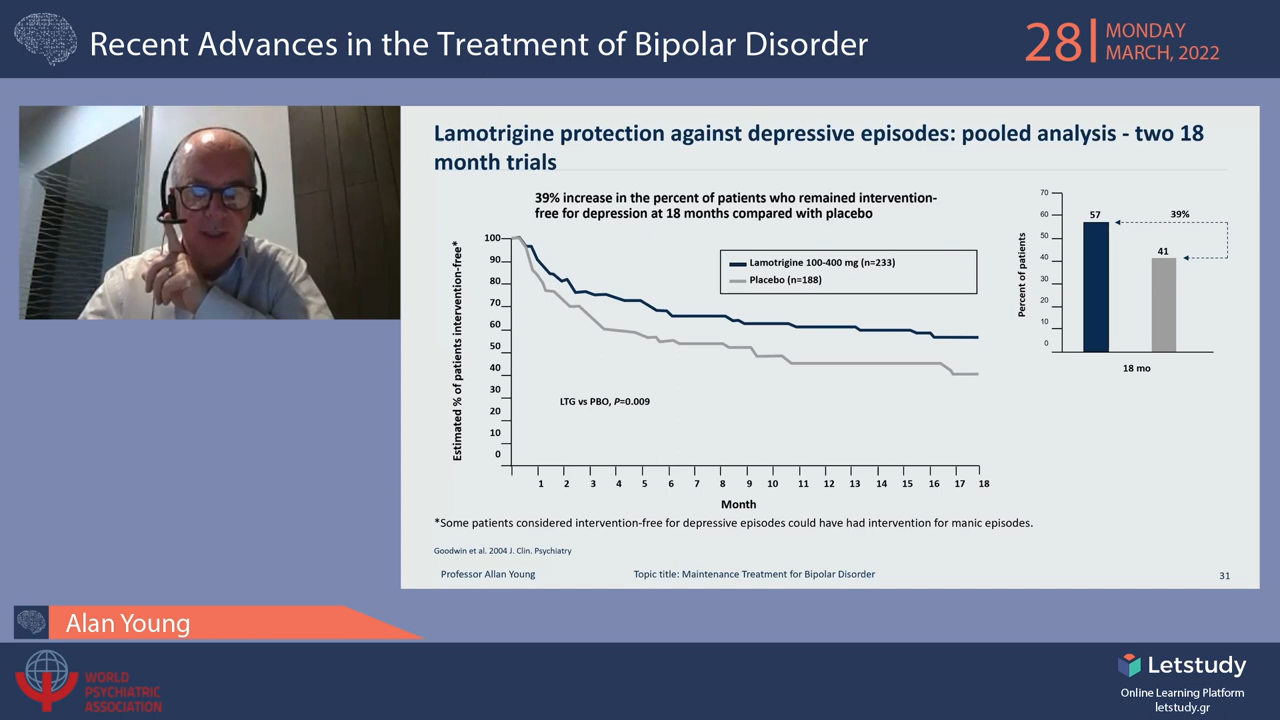 Recent Advances in the Treatment of Bipolar Disorder
28
MONDAY
MARCH, 2022
Lamotrigine protection against depressive episodes: pooled analysis - two 18
month trials
39% increase in the percent of patients who remained intervention-
free for depression at 18 months compared with placebo
Estimated % of patients intervention-free*
100
90
80
70
60
50
40
30
20
10
0
Lamotrigine 100-400 mg (n=233)
Placebo (n=188)
LTG vs PBO, P=0.009
1 2 3 4 5 6 7 8 9 10 11 12 13 14 15 16 17 18
Month
Percent of patients
70
60
50
40
30
20
10
0
57
39%
41
18 mo
*Some patients considered intervention-free for depressive episodes could have had intervention for manic episodes.
Goodwin et al. 2004 J. Clin. Psychiatry
Professor Allan Young
Topic title: Maintenance Treatment for Bipolar Disorder
31
Alan Young
WORLD
PSYCHIATRIC
ASSOCIATION
Letstudy
Online Learning Platform
letstudy.gr